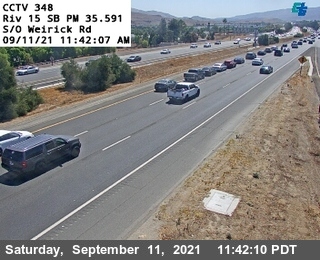 CCTV 348
Riv 15 SB PM 35.591
S/O Weirick Rd
09/11/21 11:42:07 AM
Saturday, September 11, 2021 11:42:10 PDT